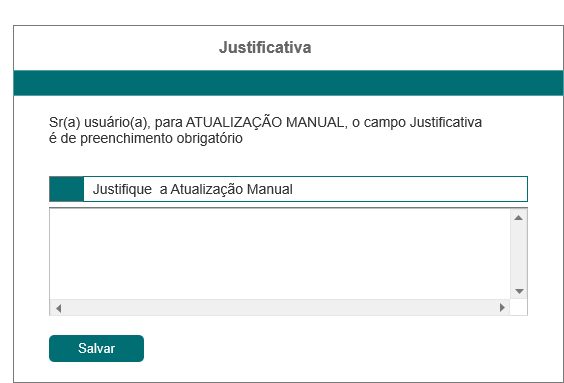 Justificativa
Sr(a) usuário(a), para ATUALIZAÇÃO MANUAL, o campo Justificativa
é de preenchimento obrigatório
Justifique  a Atualização Manual
Salvar